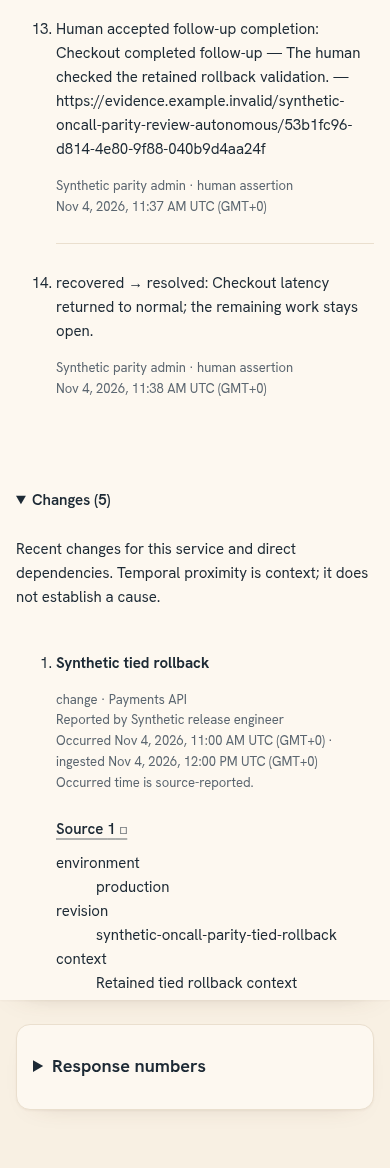 13. Human accepted follow-up completion:
Checkout completed follow-up — The human
checked the retained rollback validation. —
https://evidence.example.invalid/synthetic-
oncall-parity-review-autonomous/53b1fc96-
d814-4e80-9f88-040b9d4aa24f
Synthetic parity admin · human assertion
Nov 4, 2026, 11:37 AM UTC (GMT+0)
14. recovered → resolved: Checkout latency
returned to normal; the remaining work stays
open.
Synthetic parity admin · human assertion
Nov 4, 2026, 11:38 AM UTC (GMT+0)
▼ Changes (5)
Recent changes for this service and direct
dependencies. Temporal proximity is context; it does
not establish a cause.
1. Synthetic tied rollback
change · Payments API
Reported by Synthetic release engineer
Occurred Nov 4, 2026, 11:00 AM UTC (GMT+0) ·
ingested Nov 4, 2026, 12:00 PM UTC (GMT+0)
Occurred time is source-reported.
Source 1
environment
production
revision
synthetic-oncall-parity-tied-rollback
context
Retained tied rollback context
▶ Response numbers